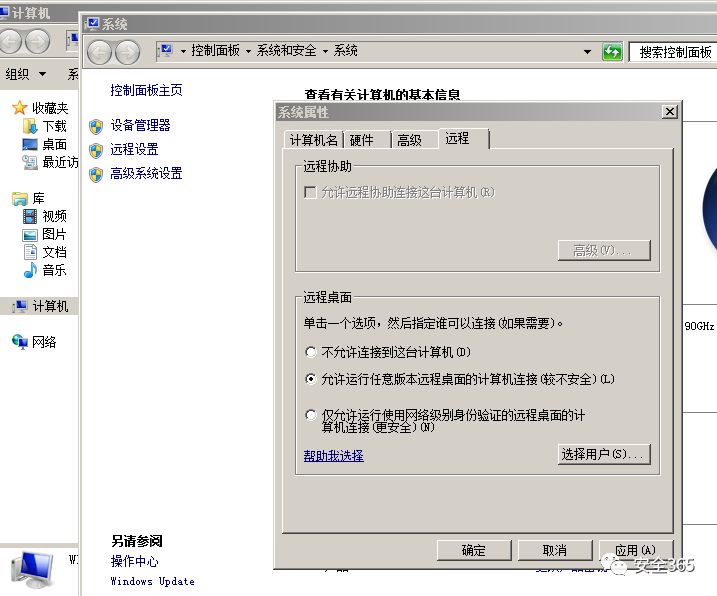 计算机
系统
控制面板 系统和安全 系统
搜索控制面板
组织
系
收藏夹
下载
桌面
最近访
库
视频
图片
文档
音乐
计算机
网络
控制面板主页
设备管理器
远程设置
高级系统设置
查看有关计算机的基本信息
系统属性
计算机名 硬件 高级 远程
远程协助
允许远程协助连接这台计算机(R)
高级(V)...
远程桌面
单击一个选项，然后指定谁可以连接(如果需要)。
不允许连接到这台计算机(D)
允许运行任意版本远程桌面的计算机连接(较不安全)(L)
仅允许运行使用网络级别身份验证的远程桌面的计
算机连接(更安全)(N)
帮助我选择
选择用户(S)...
确定 取消 应用(A)
90GHz
另请参阅
操作中心
Windows Update
安全365